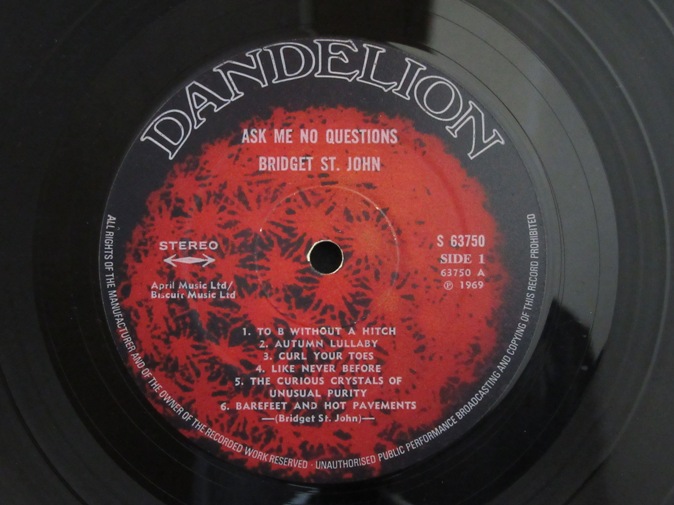 DANDELION
ASK ME NO QUESTIONS
BRIDGET ST. JOHN
STEREO
April Music Ltd/
Biscuit Music Ltd
S 63750
SIDE 1
63750 A
℗ 1969
1. TO B WITHOUT A HITCH
2. AUTUMN LULLABY
3. CURL YOUR TOES
4. LIKE NEVER BEFORE
5. THE CURIOUS CRYSTALS OF
UNUSUAL PURITY
6. BAREFEET AND HOT PAVEMENTS
—(Bridget St. John)—
ALL RIGHTS OF THE MANUFACTURER AND OF THE OWNER OF THE RECORDED WORK RESERVED · UNAUTHORISED PUBLIC PERFORMANCE BROADCASTING AND COPYING OF THIS RECORD PROHIBITED